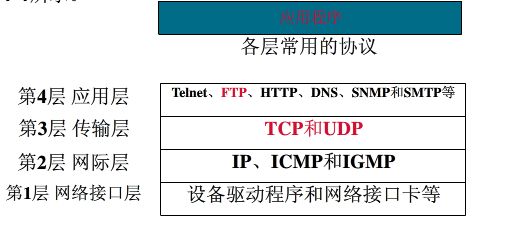 应用程序
各层常用的协议
第4层 应用层 Telnet、FTP、HTTP、DNS、SNMP和SMTP等
第3层 传输层 TCP和UDP
第2层 网际层 IP、ICMP和IGMP
第1层 网络接口层 设备驱动程序和网络接口卡等